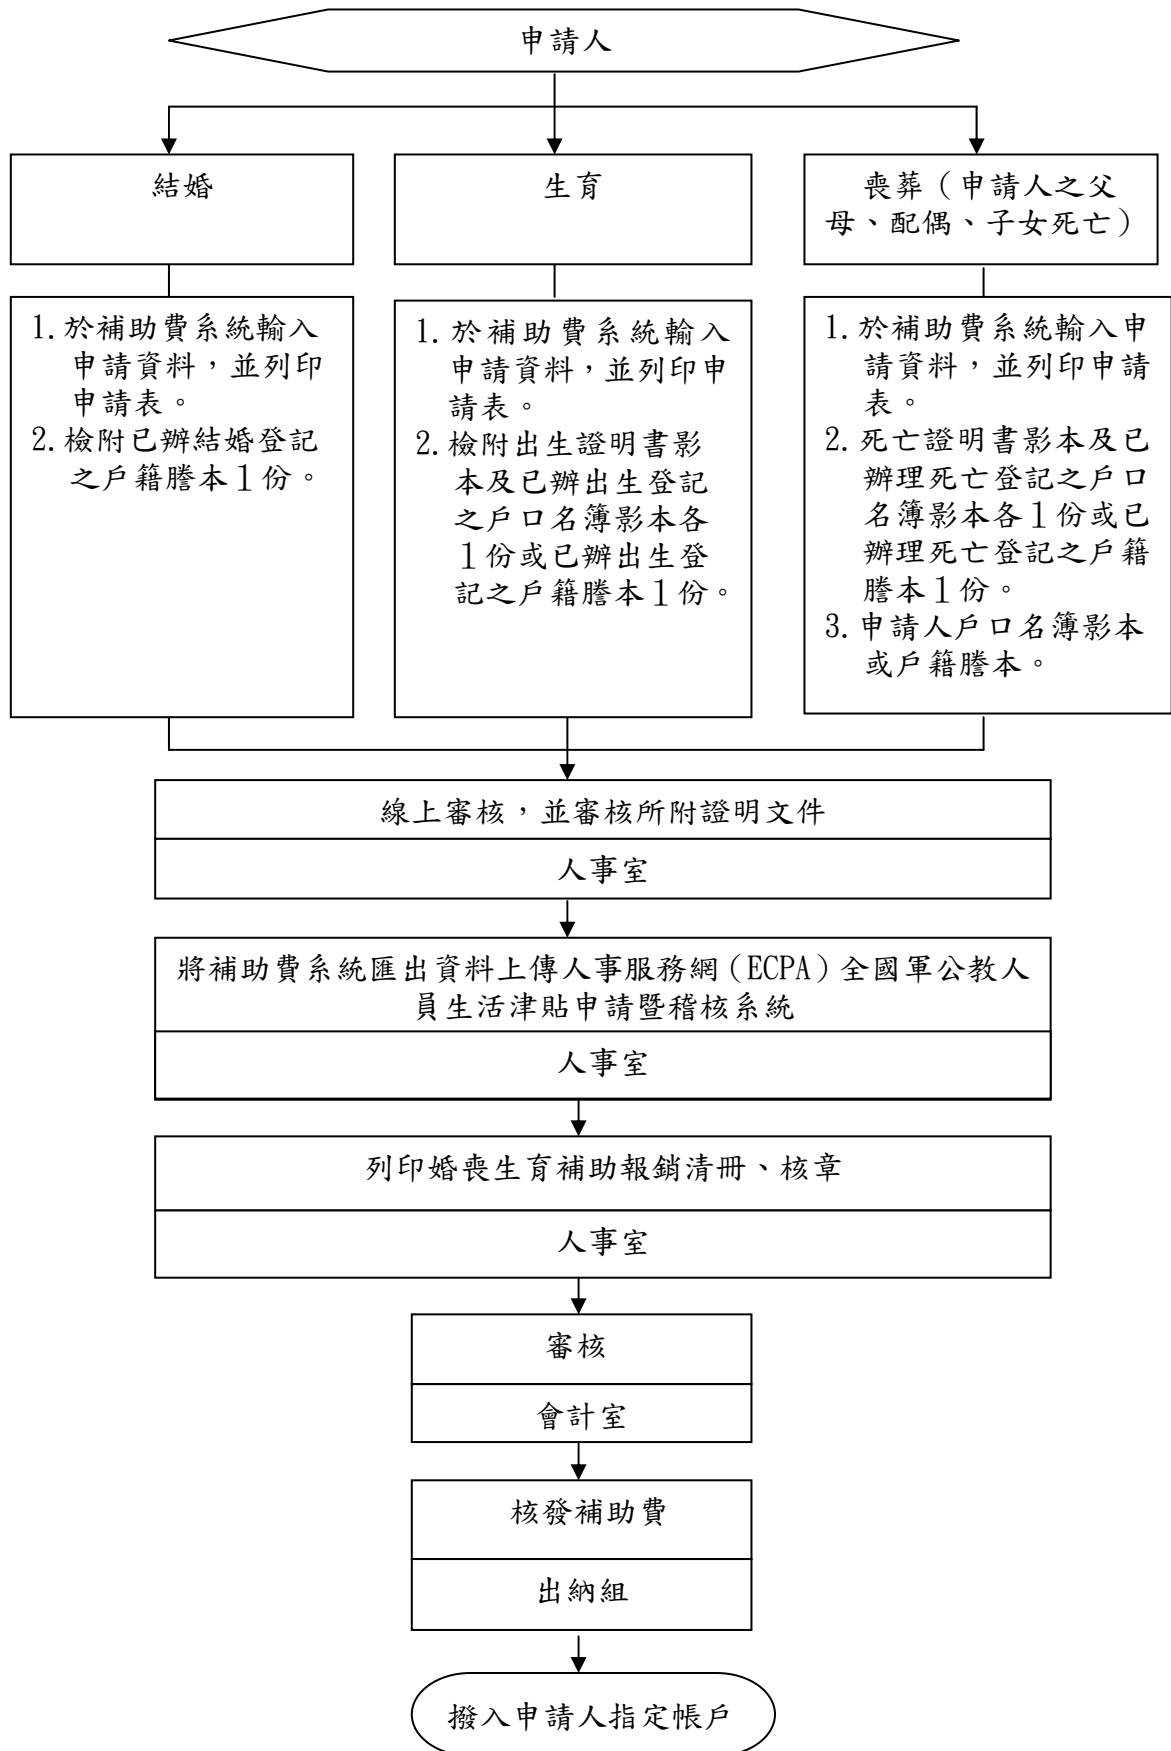 申請人
結婚
生育
喪葬（申請人之父
母、配偶、子女死亡）
1.於補助費系統輸入
申請資料，並列印
申請表。
2.檢附已辦結婚登記
之戶籍謄本１份。
1.於補助費系統輸入
申請資料，並列印申
請表。
2.檢附出生證明書影
本及已辦出生登記
之戶口名簿影本各
１份或已辦出生登
記之戶籍謄本１份。
1.於補助費系統輸入申
請資料，並列印申請
表。
2.死亡證明書影本及已
辦理死亡登記之戶口
名簿影本各１份或已
辦理死亡登記之戶籍
謄本１份。
3.申請人戶口名簿影本
或戶籍謄本。
線上審核，並審核所附證明文件
人事室
將補助費系統匯出資料上傳人事服務網（ECPA）全國軍公教人
員生活津貼申請暨稽核系統
人事室
列印婚喪生育補助報銷清冊、核章
人事室
審核
會計室
核發補助費
出納組
撥入申請人指定帳戶